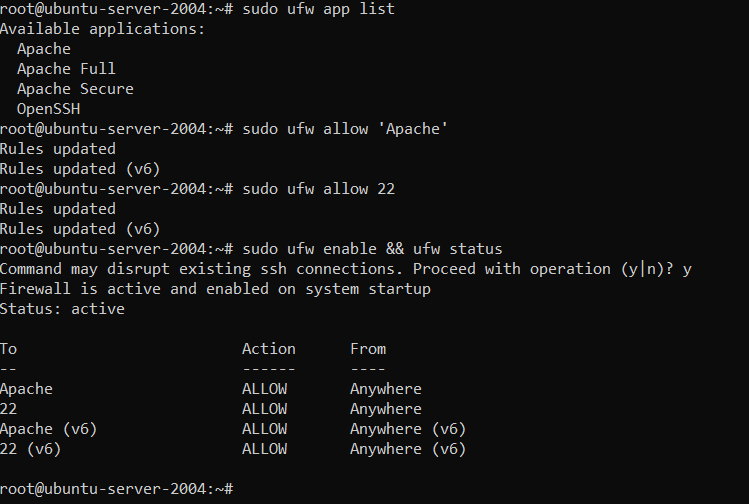 root@ubuntu-server-2004:~# sudo ufw app list
Available applications:
  Apache
  Apache Full
  Apache Secure
  OpenSSH
root@ubuntu-server-2004:~# sudo ufw allow 'Apache'
Rules updated
Rules updated (v6)
root@ubuntu-server-2004:~# sudo ufw allow 22
Rules updated
Rules updated (v6)
root@ubuntu-server-2004:~# sudo ufw enable && ufw status
Command may disrupt existing ssh connections. Proceed with operation (y|n)? y
Firewall is active and enabled on system startup
Status: active

To                         Action      From
--                         ------      ----
Apache                     ALLOW       Anywhere
22                         ALLOW       Anywhere
Apache (v6)                ALLOW       Anywhere (v6)
22 (v6)                    ALLOW       Anywhere (v6)

root@ubuntu-server-2004:~#